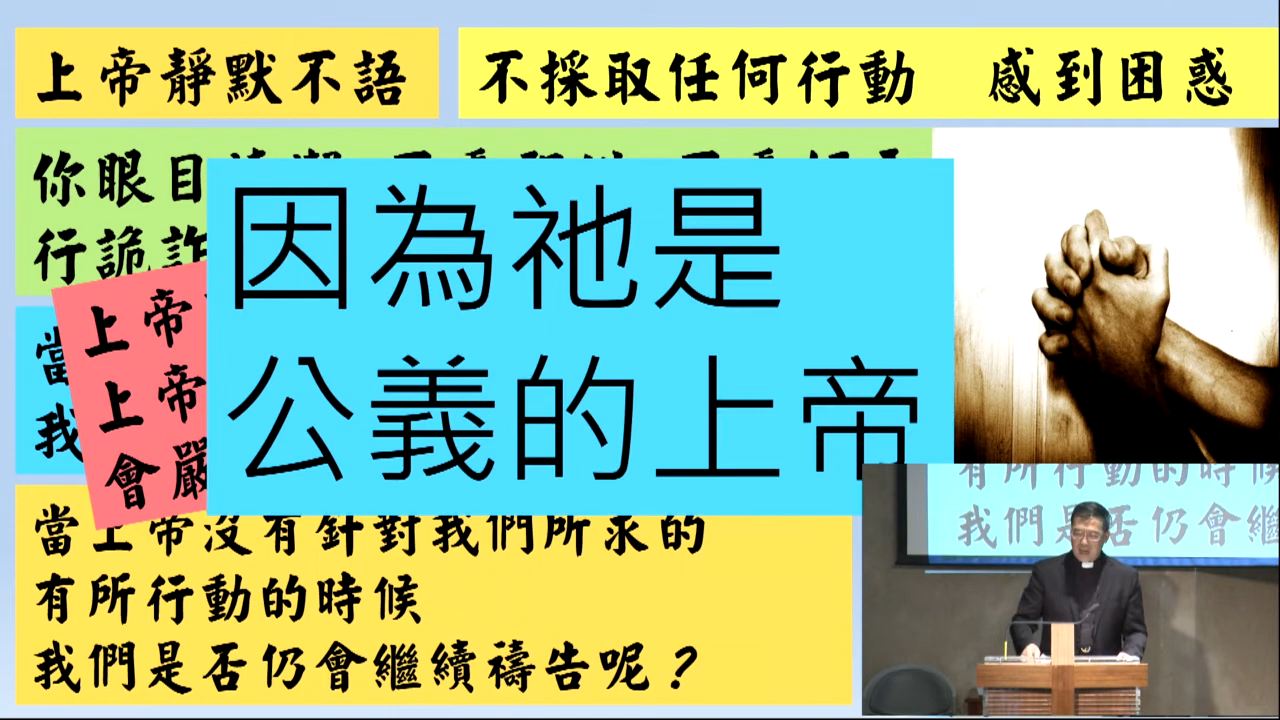 上帝靜默不語
不採取任何行動 感到困惑
你眼目
行詭詐
因為祂是
公義的上帝
上帝
上帝
會嚴
當
我
當上帝沒有針對我們所求的
有所行動的時候
我們是否仍會繼續禱告呢？
有所行動的時候
我們是否仍會繼